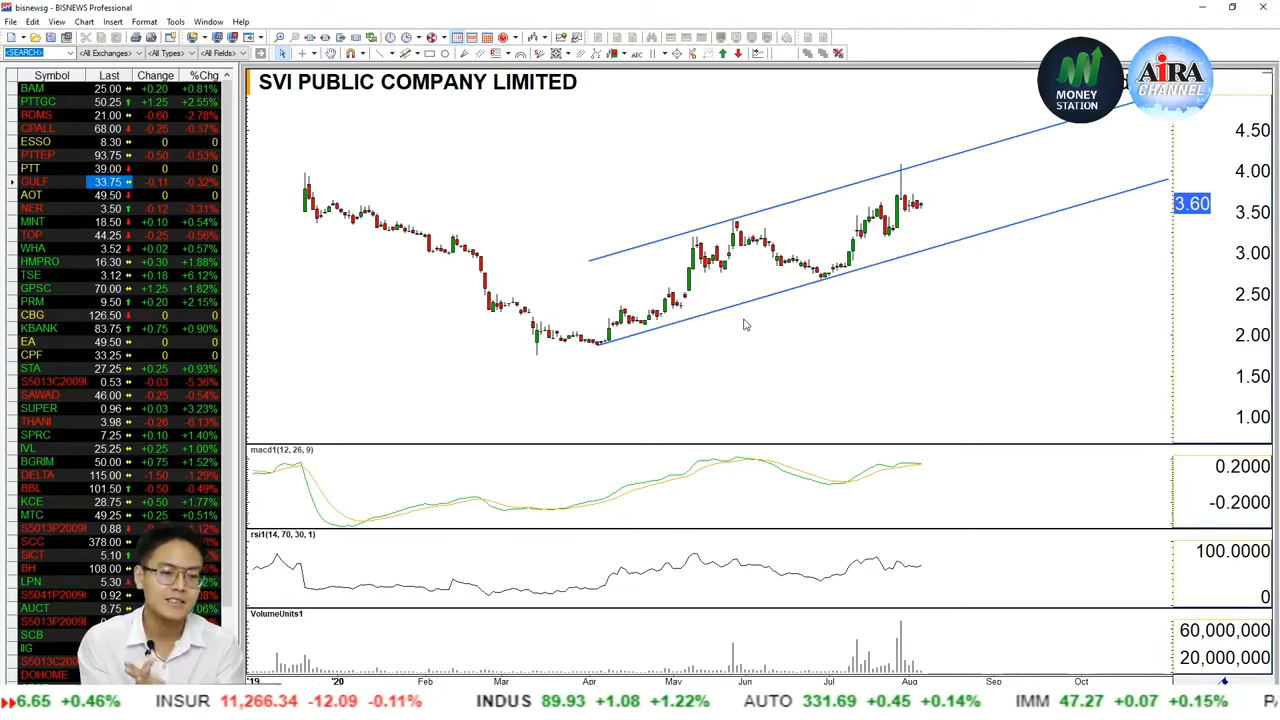 bisnewsg - BISNEWS Professional
File Edit View Chart Insert Format Tools Window Help
<SEARCH> (All Exchanges) (All Types) (All Fields)
Symbol Last Change %Chg
BAM 25.00 +0.20 +0.81%
PTTGC 50.25 +1.25 +2.55%
BDMS 21.00 -0.60 -2.78%
CPALL 68.00 -0.25 -0.37%
ESSO 8.30 0 0
PTTEP 93.75 -0.50 -0.53%
PTT 39.00 0 0
GULF 33.75 -0.11 -0.32%
AOT 49.50 0 0
NER 3.50 -0.12 -3.31%
MINT 18.50 +0.10 +0.54%
TOP 44.25 -0.25 -0.56%
WHA 3.52 +0.02 +0.57%
HMPRO 16.30 +0.30 +1.88%
TSE 3.12 +0.18 +6.12%
GPSC 70.00 +1.25 +1.82%
PRM 9.50 +0.20 +2.15%
CBG 126.50 0 0
KBANK 83.75 +0.75 +0.90%
EA 49.50 0 0
CPF 33.25 0 0
STA 27.25 +0.25 +0.93%
S5013C2009 0.53 -0.03 -5.36%
SAWAD 46.00 -0.25 -0.54%
SUPER 0.96 +0.03 +3.23%
THANI 3.98 -0.26 -6.13%
SPRC 7.25 +0.10 +1.40%
IVL 25.25 +0.25 +1.00%
BGRIM 50.00 +0.75 +1.52%
DELTA 115.00 -1.50 -1.29%
BBL 101.50 -0.50 -0.49%
KCE 28.75 +0.50 +1.77%
MTC 49.25 +0.25 +0.51%
S5013P2009 0.88 1.12%
SCC 378.00
SICT 5.10
BH 108.00
LPN 5.30
S5041P2009 0.92
AUCT 8.75 06%
S5013P2009
SCB
IIG
S5013C200
DOHOME
SVI PUBLIC COMPANY LIMITED
MONEY STATION
AiRA CHANNEL
4.50
4.00
3.60
3.50
3.00
2.50
2.00
1.50
1.00
macd1(12, 26, 9)
0.2000
-0.2000
rsi1(14, 70, 30, 1)
100.0000
0
VolumeUnits1
60,000,000
20,000,000
'19 '20 Feb Mar Apr May Jun Jul Aug Sep Oct
6.65 +0.46% INSUR 11,266.34 -12.09 -0.11% INDUS 89.93 +1.08 +1.22% AUTO 331.69 +0.45 +0.14% IMM 47.27 +0.07 +0.15%